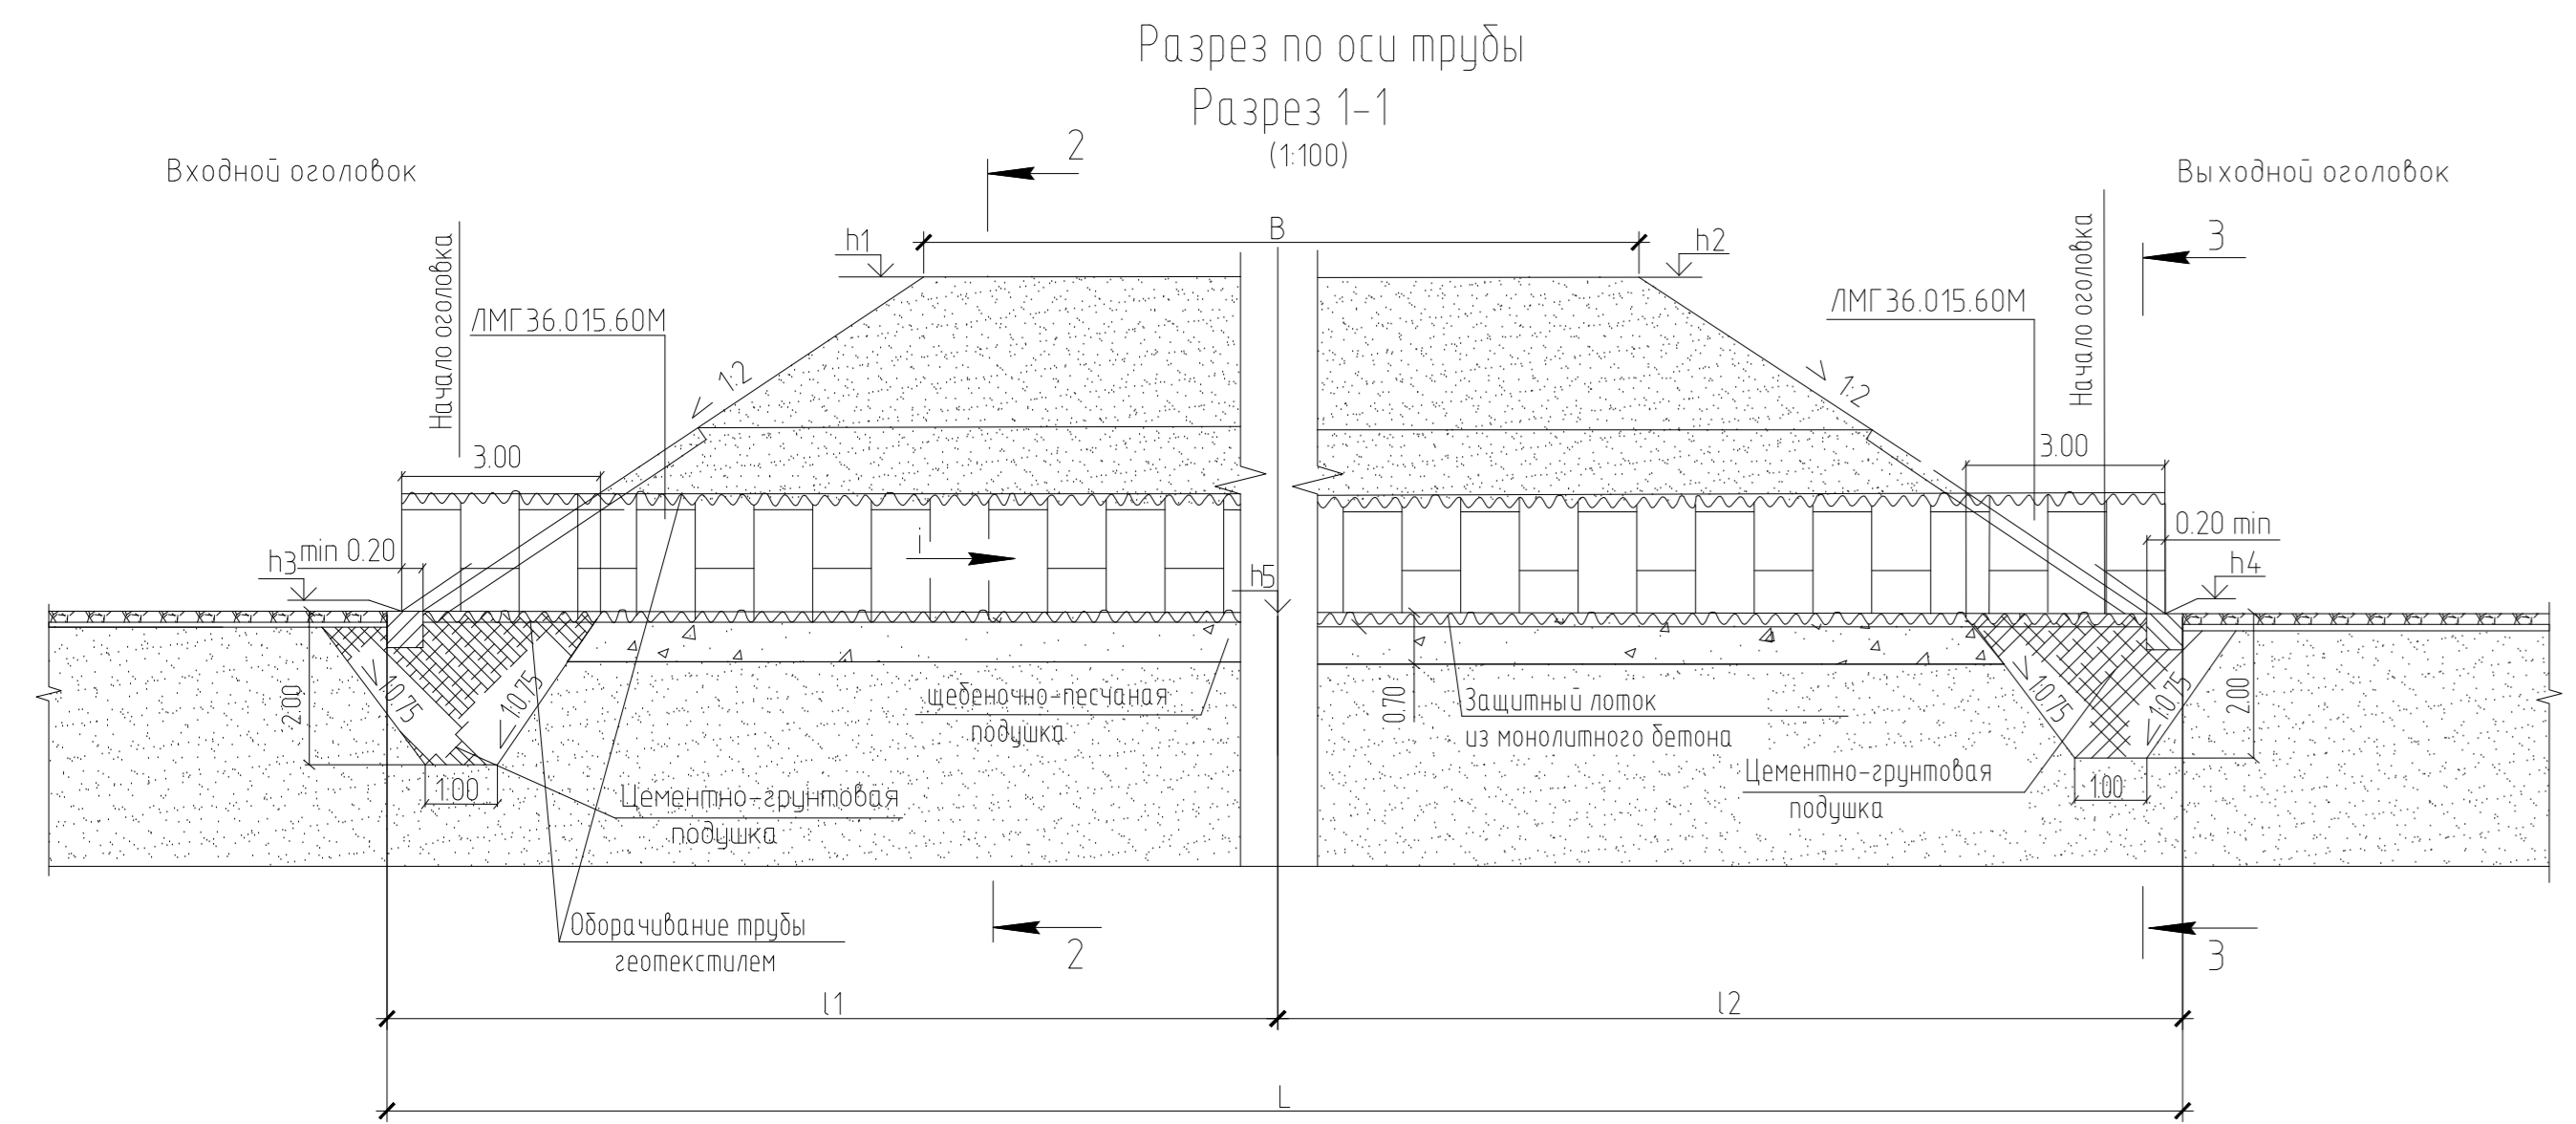 Разрез по оси трубы
Разрез 1-1
(1:100)
Входной оголовок
Выходной оголовок
2
3
В
h1
h2
Начало оголовка
Начало оголовка
ЛМГ36.015.60М
ЛМГ36.015.60М
1:2
1:2
3.00
3.00
min 0.20
0.20 min
h3
h4
i
h5
1:0.75
1:0.75
2.00
1.00
щебеночно-песчаная
подушка
0.70
Защитный лоток
из монолитного бетона
1:0.75
1:0.75
2.00
1.00
Цементно-грунтовая
подушка
Цементно-грунтовая
подушка
Оборачивание трубы
геотекстилем
2
3
l1
l2
L